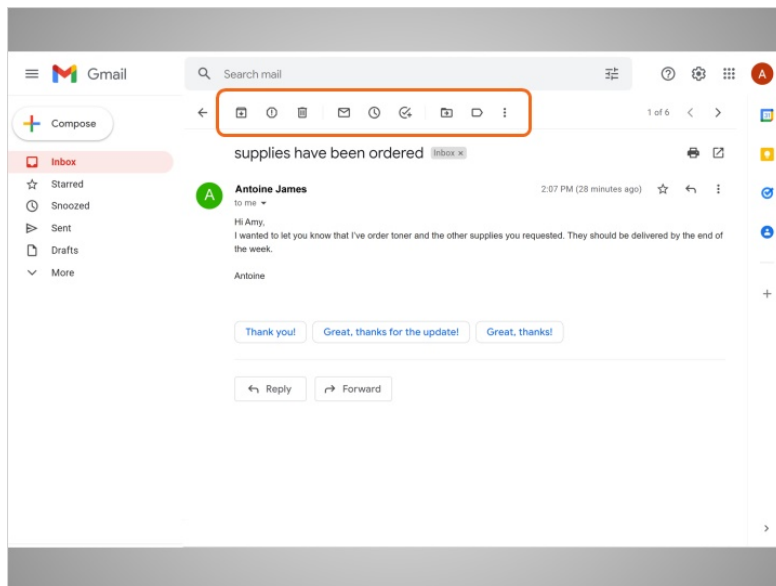 Gmail
Search mail
A
Compose
1 of 6
31
Inbox
Starred
Snoozed
Sent
Drafts
More
supplies have been ordered Inbox x
A
Antoine James
2:07 PM (28 minutes ago)
to me
Hi Amy,
I wanted to let you know that I've order toner and the other supplies you requested. They should be delivered by the end of
the week.
Antoine
Thank you!
Great, thanks for the update!
Great, thanks!
Reply
Forward